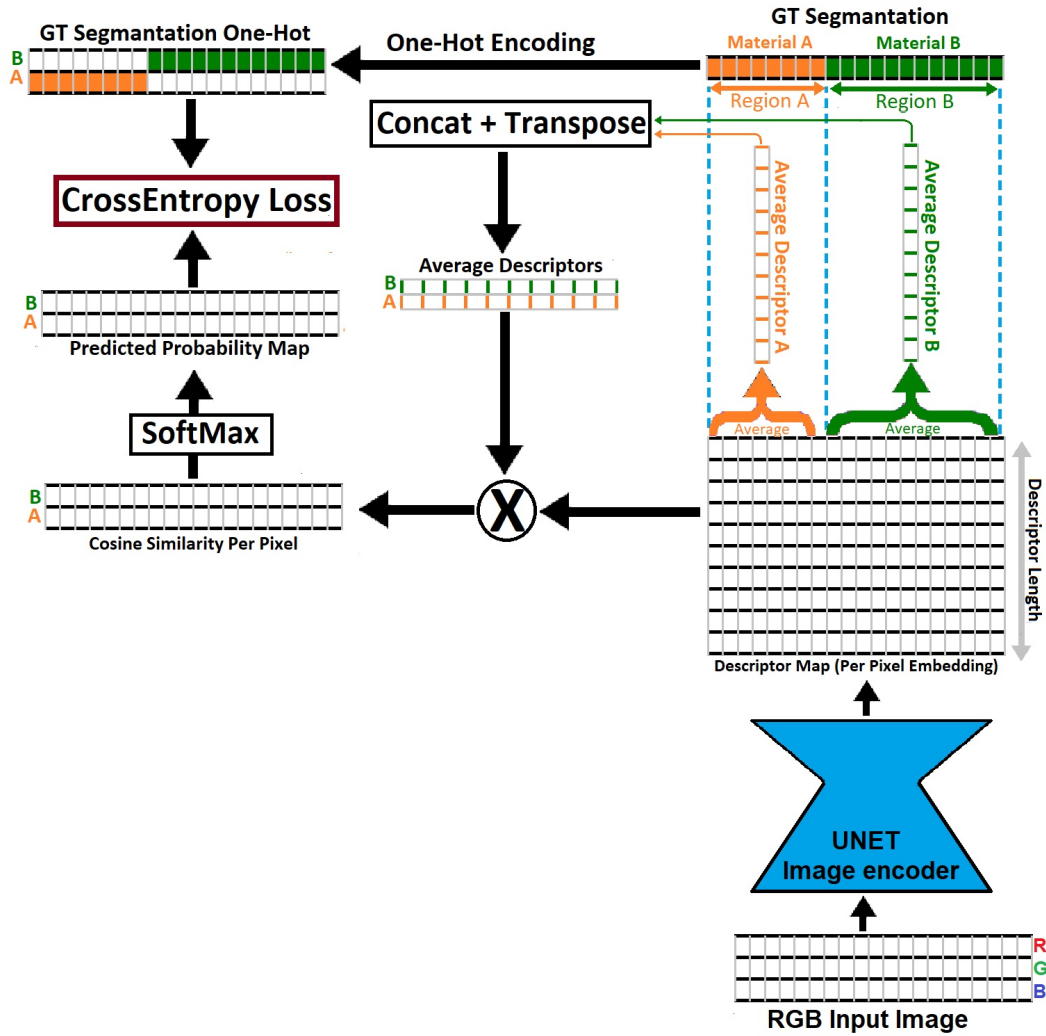 GT Segmantation One-Hot
B
A
One-Hot Encoding
GT Segmantation
Material A
Material B
Region A
Region B
Concat + Transpose
CrossEntropy Loss
Average Descriptor A
Average Descriptor B
Average Descriptors
B
A
B
A
Predicted Probability Map
SoftMax
Average
Average
B
A
Cosine Similarity Per Pixel
X
Descriptor Length
Descriptor Map (Per Pixel Embedding)
UNET
Image encoder
R
G
B
RGB Input Image